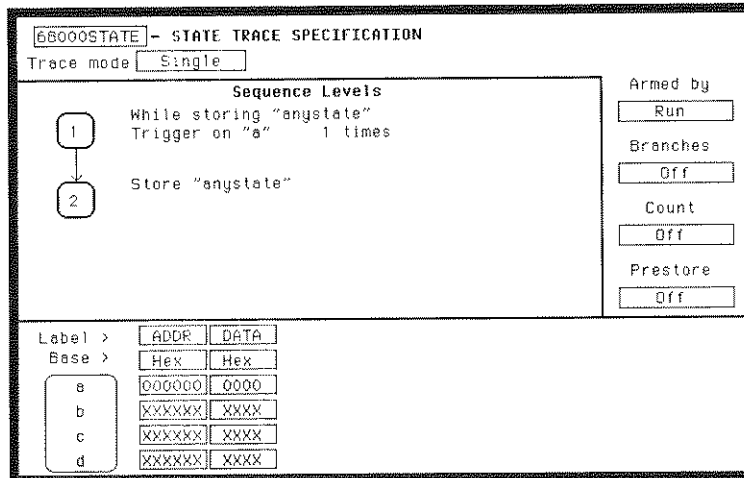 68000STATE - STATE TRACE SPECIFICATION
Trace mode Single
Sequence Levels
1 While storing "anystate"
Trigger on "a" 1 times
2 Store "anystate"
Armed by
Run
Branches
Off
Count
Off
Prestore
Off
Label > ADDR DATA
Base > Hex Hex
a 000000 0000
b XXXXXX XXXX
c XXXXXX XXXX
d XXXXXX XXXX